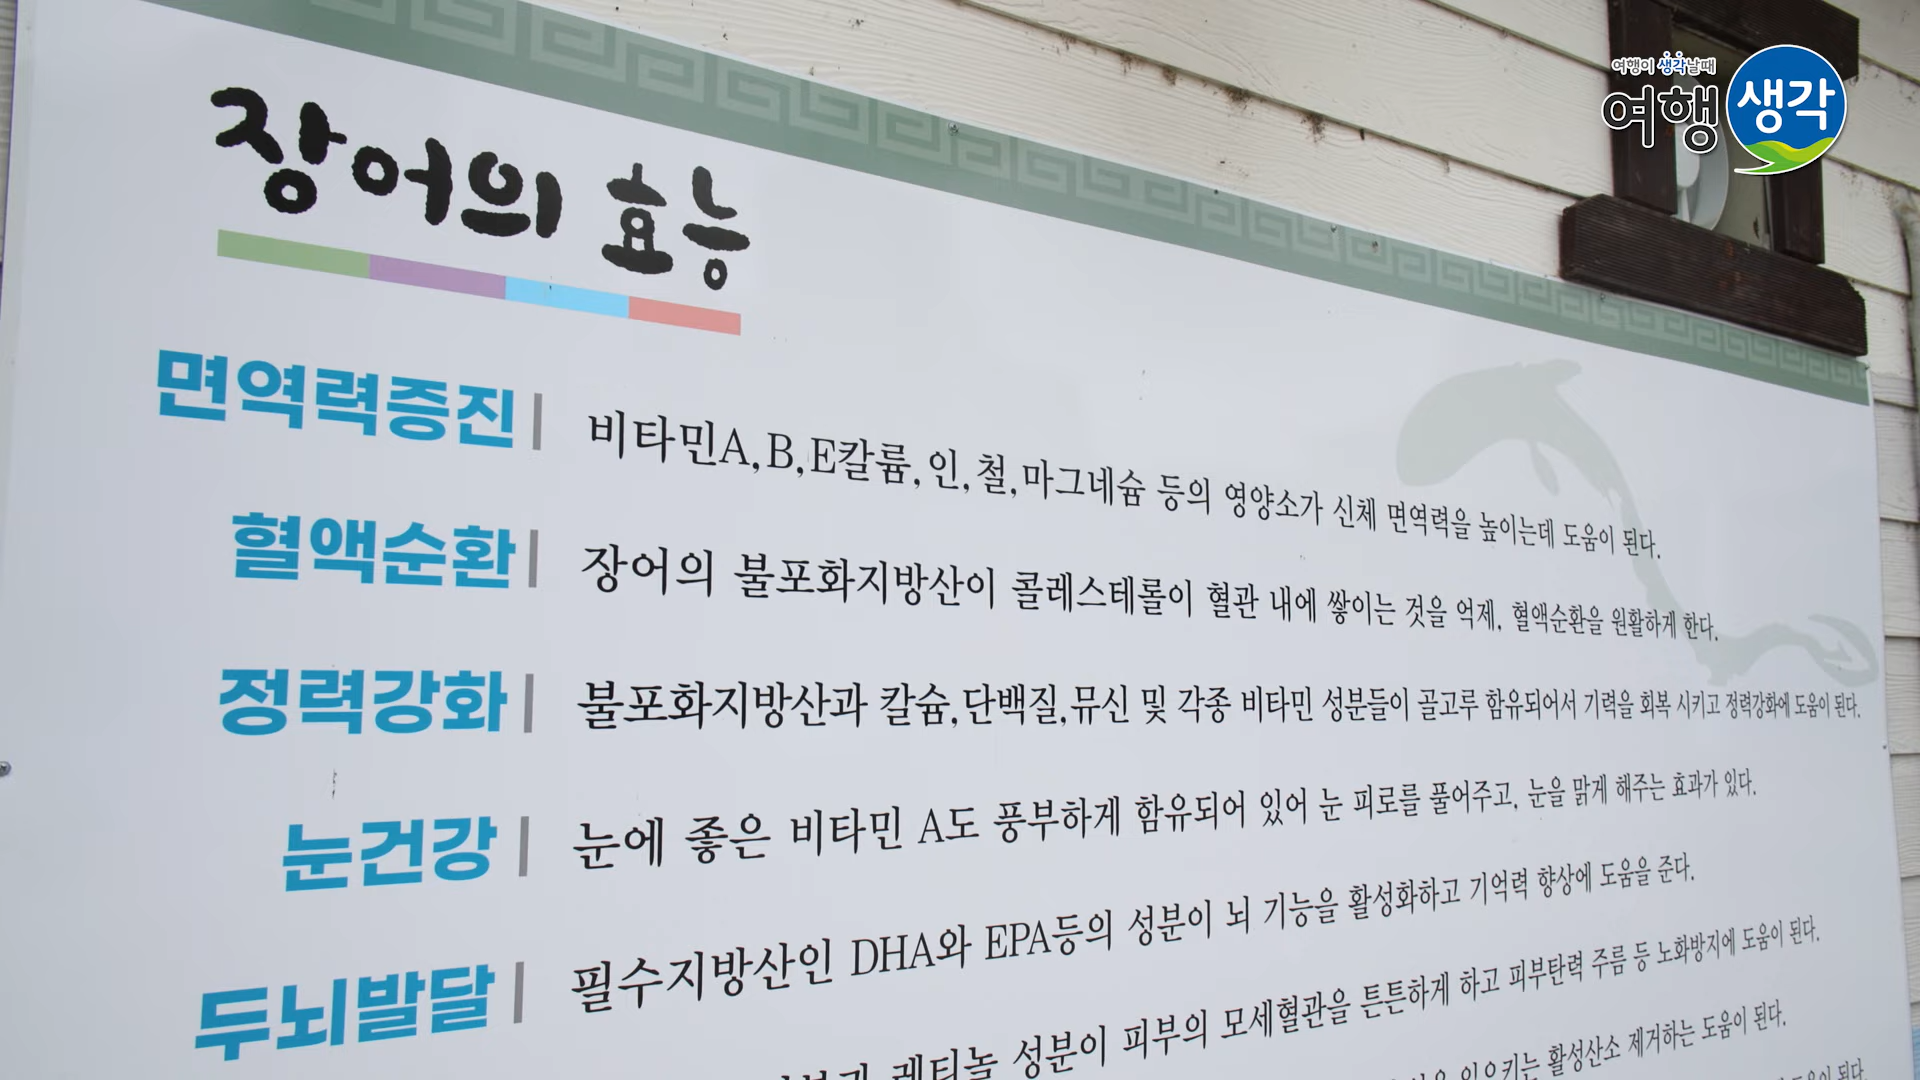 여행이 생각날때
여행 생각
장어의 효능
면역력증진 | 비타민A, B, E칼륨, 인, 철, 마그네슘 등의 영양소가 신체 면역력을 높이는데 도움이 된다.
혈액순환 | 장어의 불포화지방산이 콜레스테롤이 혈관 내에 쌓이는 것을 억제, 혈액순환을 원활하게 한다.
정력강화 | 불포화지방산과 칼슘, 단백질, 뮤신 및 각종 비타민 성분들이 골고루 함유되어서 기력을 회복 시키고 정력강화에 도움이 된다.
눈건강 | 눈에 좋은 비타민 A도 풍부하게 함유되어 있어 눈 피로를 풀어주고, 눈을 맑게 해주는 효과가 있다.
두뇌발달 | 필수지방산인 DHA와 EPA등의 성분이 뇌 기능을 활성화하고 기억력 향상에 도움을 준다.
레티놀 성분이 피부의 모세혈관을 튼튼하게 하고 피부탄력 주름 등 노화방지에 도움이 된다.
일으키는 활성산소 제거하는 도움이 된다.
도움이 된다.